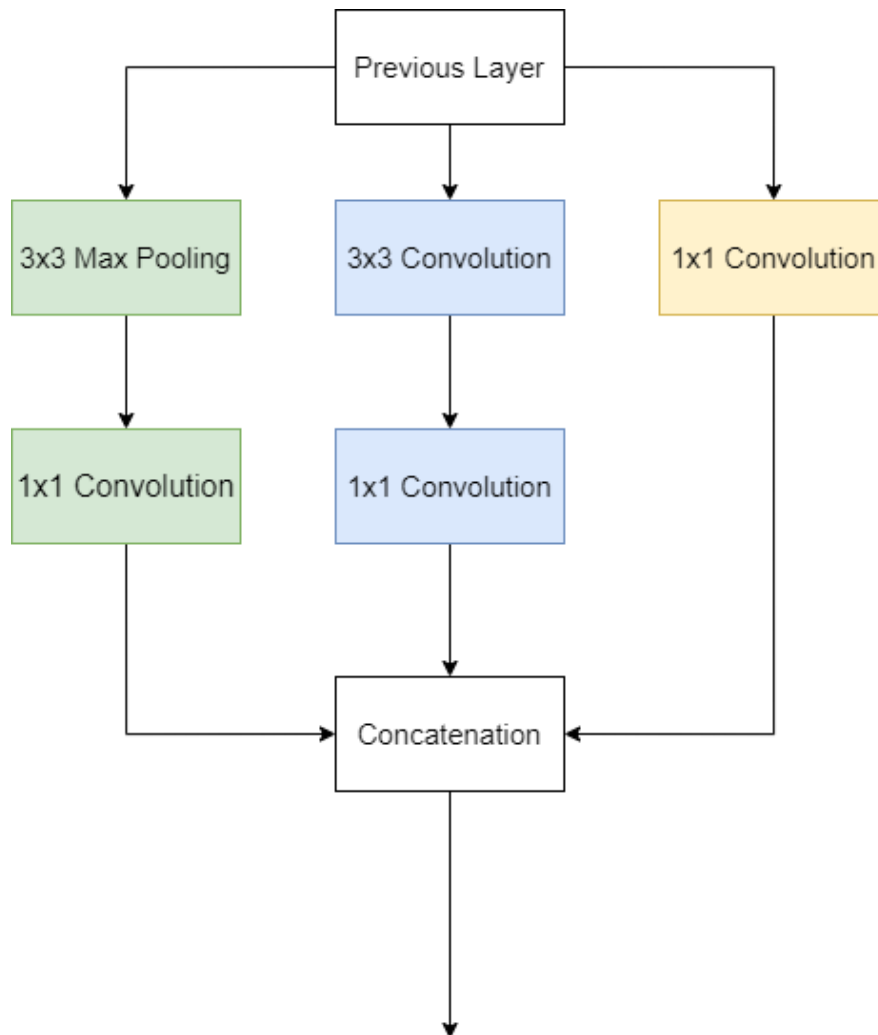 Previous Layer
3x3 Max Pooling
3x3 Convolution
1x1 Convolution
1x1 Convolution
1x1 Convolution
Concatenation